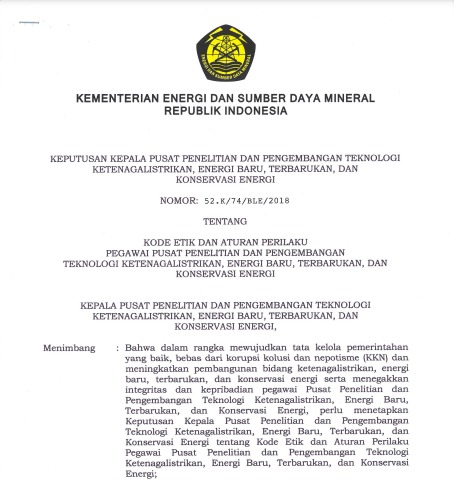 KEMENTERIAN ENERGI DAN SUMBER DAYA MINERAL
REPUBLIK INDONESIA
KEPUTUSAN KEPALA PUSAT PENELITIAN DAN PENGEMBANGAN TEKNOLOGI
KETENAGALISTRIKAN, ENERGI BARU, TERBARUKAN, DAN
KONSERVASI ENERGI
NOMOR: 52.K/74/BLE/2018
TENTANG
KODE ETIK DAN ATURAN PERILAKU
PEGAWAI PUSAT PENELITIAN DAN PENGEMBANGAN
TEKNOLOGI KETENAGALISTRIKAN, ENERGI BARU, TERBARUKAN, DAN
KONSERVASI ENERGI
KEPALA PUSAT PENELITIAN DAN PENGEMBANGAN TEKNOLOGI
KETENAGALISTRIKAN, ENERGI BARU, TERBARUKAN, DAN
KONSERVASI ENERGI,
Menimbang : Bahwa dalam rangka mewujudkan tata kelola pemerintahan
yang baik, bebas dari korupsi kolusi dan nepotisme (KKN) dan
meningkatkan pembangunan bidang ketenagalistrikan, energi
baru, terbarukan, dan konservasi energi serta menegakkan
integritas dan kepribadian pegawai Pusat Penelitian dan
Pengembangan Teknologi Ketenagalistrikan, Energi Baru,
Terbarukan, dan Konservasi Energi, perlu menetapkan
Keputusan Kepala Pusat Penelitian dan Pengembangan
Teknologi Ketenagalistrikan, Energi Baru, Terbarukan, dan
Konservasi Energi tentang Kode Etik dan Aturan Perilaku
Pegawai Pusat Penelitian dan Pengembangan Teknologi
Ketenagalistrikan, Energi Baru, Terbarukan, dan Konservasi
Energi;